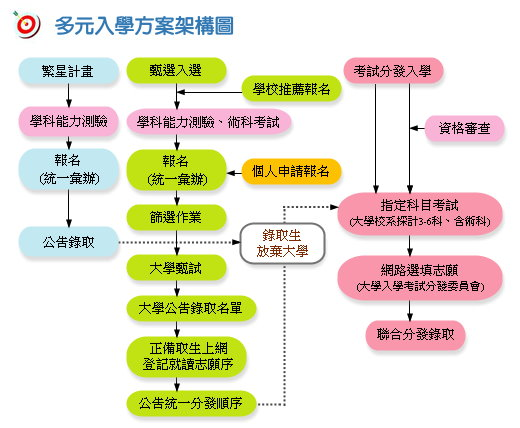 多元入學方案架構圖
繁星計畫
學科能力測驗
報名
(統一彙辦)
公告錄取
甄選入選
學校推薦報名
學科能力測驗、術科考試
報名
(統一彙辦)
個人申請報名
篩選作業
大學甄試
大學公告錄取名單
正備取生上網
登記就讀志願序
公告統一分發順序
錄取生
放棄大學
考試分發入學
資格審查
指定科目考試
(大學校系採計3-6科、含術科)
網路選填志願
(大學入學考試分發委員會)
聯合分發錄取